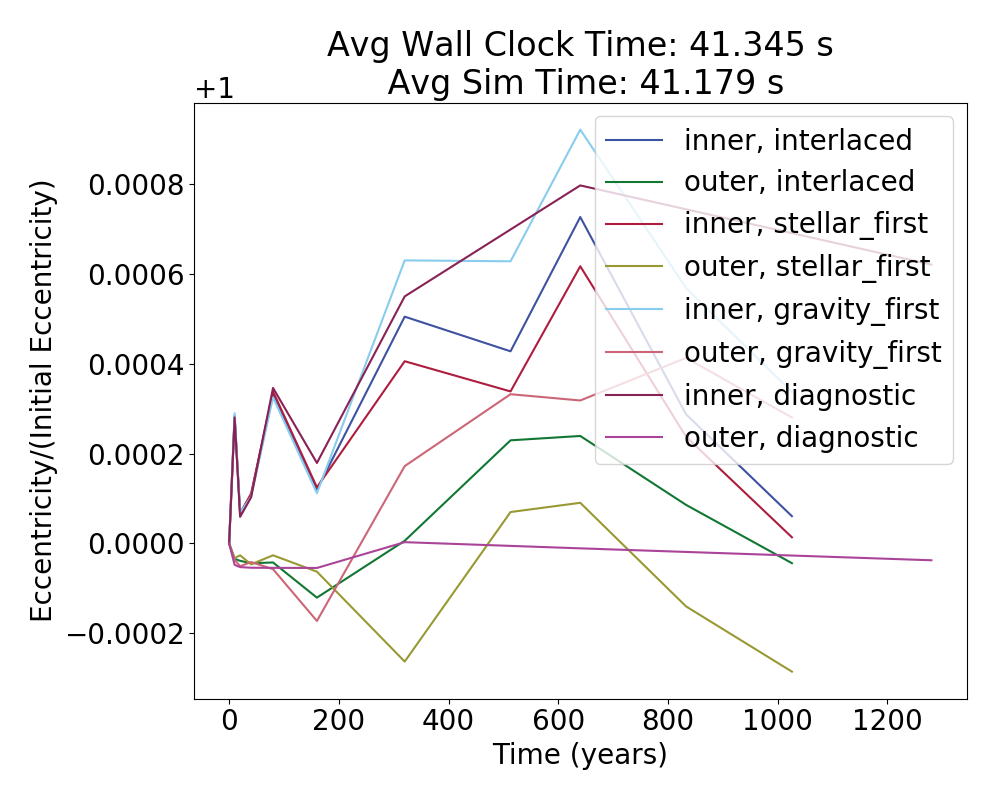 Avg Wall Clock Time: 41.345 s
Avg Sim Time: 41.179 s
+1
Eccentricity/(Initial Eccentricity)
0.0008
0.0006
0.0004
0.0002
0.0000
−0.0002
inner, interlaced
outer, interlaced
inner, stellar_first
outer, stellar_first
inner, gravity_first
outer, gravity_first
inner, diagnostic
outer, diagnostic
0 200 400 600 800 1000 1200
Time (years)